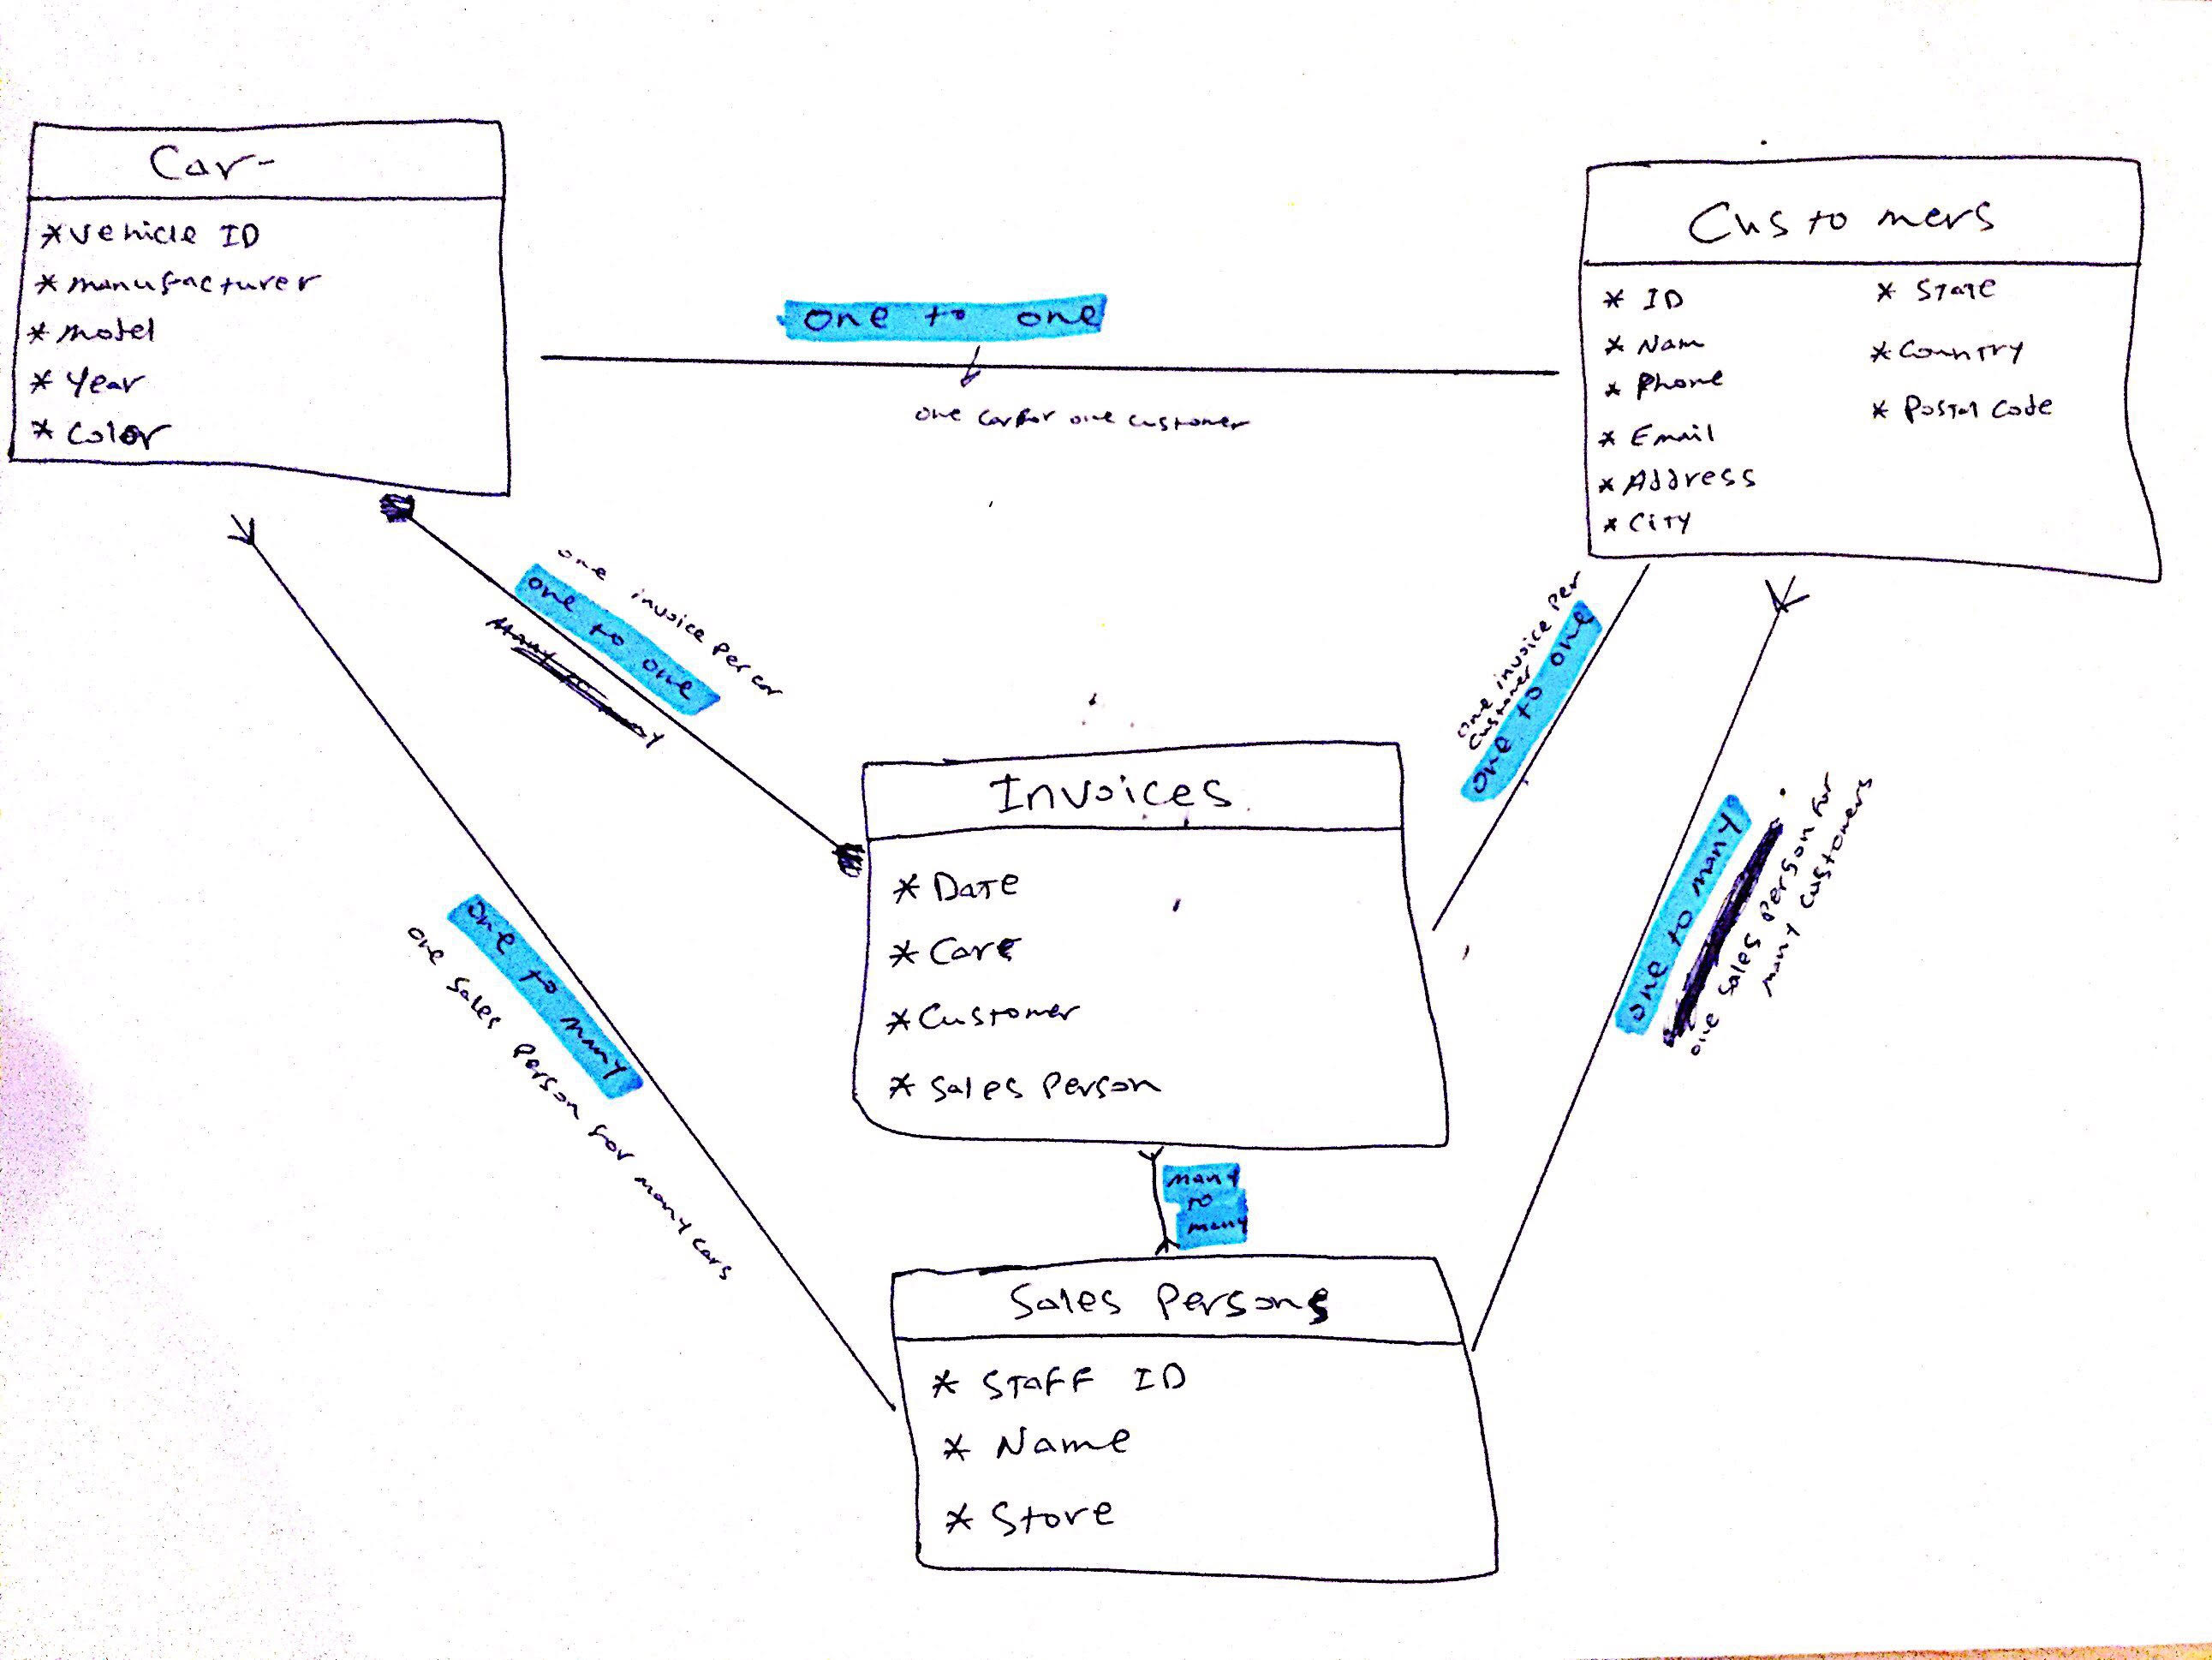 Car
* Vehicle ID
* manufacturer
* model
* Year
* Color
Customers
* ID
* Nam
* Phone
* Email
* Address
* City
* State
* Country
* Postal Code
one to one
one car for one customer
one invoice per car
one to one
Many to
one invoice per
customer
one to one
Invoices
* Date
* Cars
* Customer
* Sales Person
one to many
one sales person for many cars
one to many
one sales person for
many customers
many
to
many
Sales Persons
* Staff ID
* Name
* Store